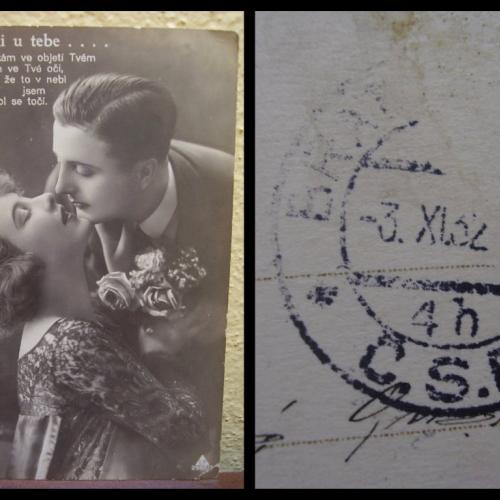 i u tebe . . . .
ám ve objetí Tvém
ve Tvé oči,
že to v nebi
jsem
ol se točí.
-3. XI. 32
4h
* C.S.